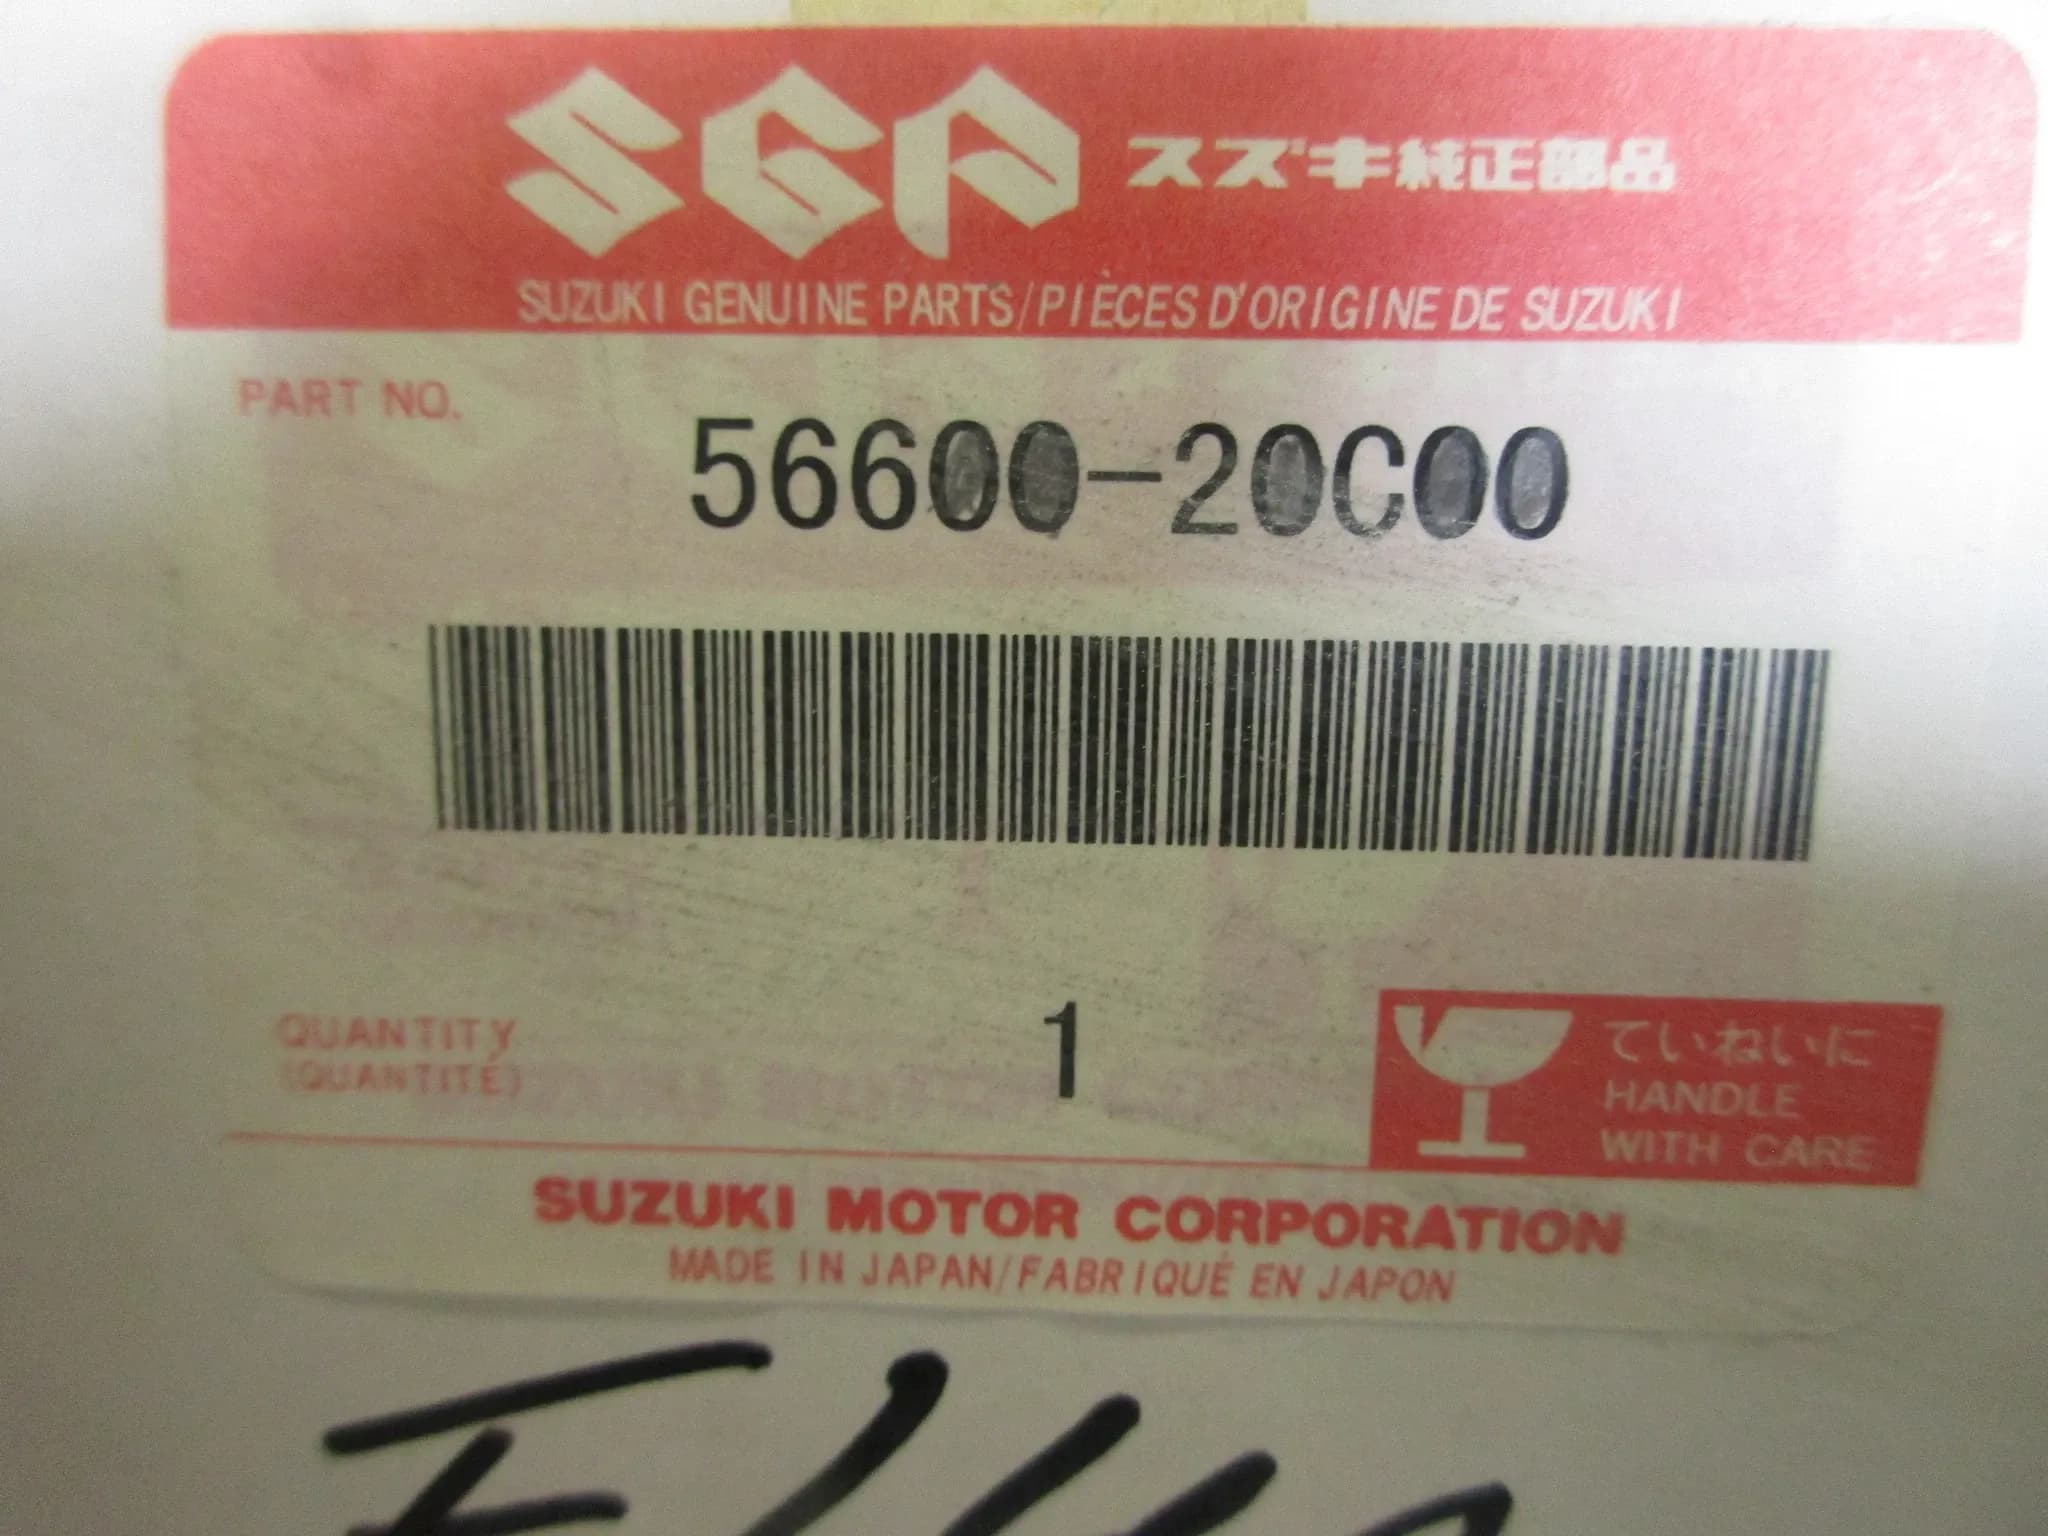 SGP スズキ純正部品
SUZUKI GENUINE PARTS/PIÈCES D'ORIGINE DE SUZUKI
PART NO.
56600-20C00
QUANTITY
(QUANTITÉ)
1
ていねいに
HANDLE
WITH CARE
SUZUKI MOTOR CORPORATION
MADE IN JAPAN/FABRIQUÉ EN JAPON